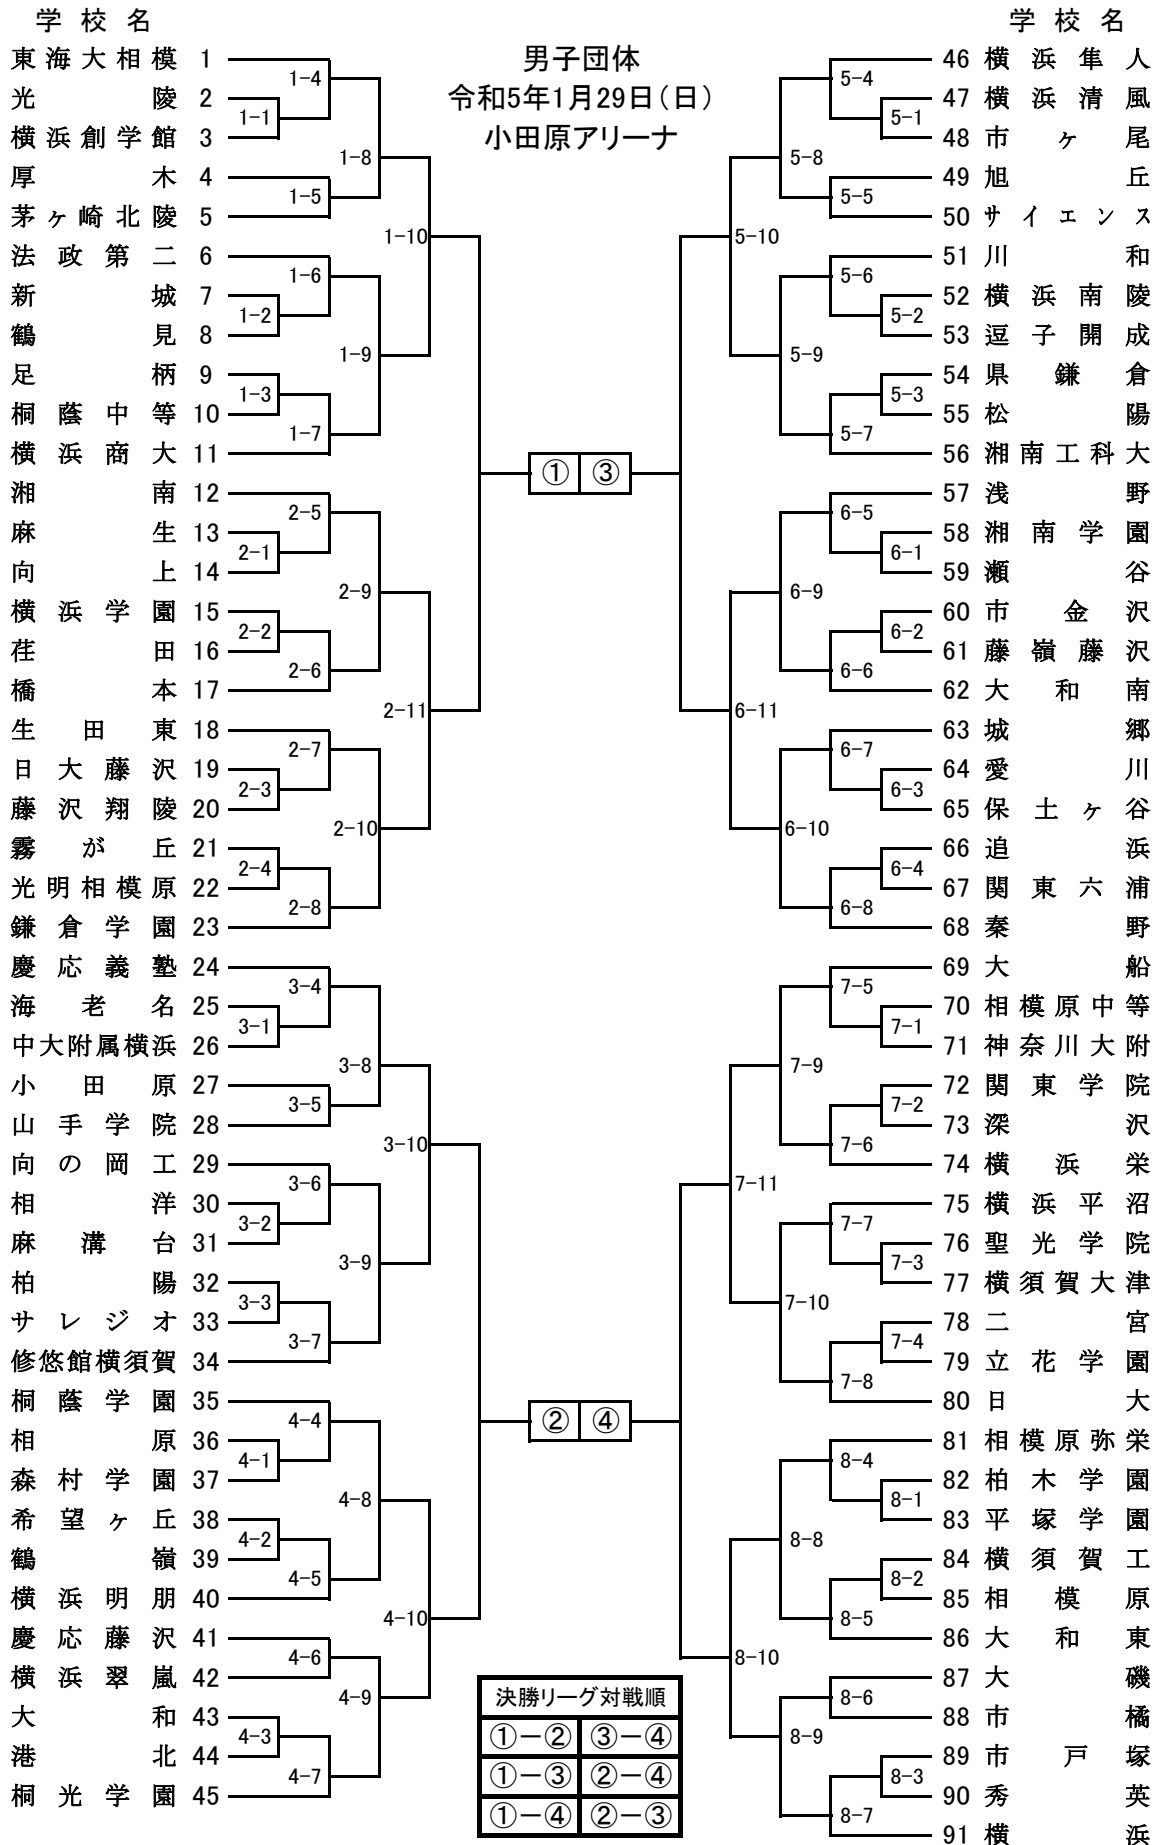 学校名
学校名
男子団体
令和5年1月29日(日)
小田原アリーナ
東海大相模 1
光陵 2
横浜創学館 3
厚木 4
茅ヶ崎北陵 5
法政第二 6
新城 7
鶴見 8
足柄 9
桐蔭中等 10
横浜商大 11
湘南 12
麻生 13
向上 14
横浜学園 15
荏田 16
橋本 17
生田東 18
日大藤沢 19
藤沢翔陵 20
霧が丘 21
光明相模原 22
鎌倉学園 23
慶応義塾 24
海老名 25
中大附属横浜 26
小田原 27
山手学院 28
向の岡工 29
相洋 30
麻溝台 31
柏陽 32
サレジオ 33
修悠館横須賀 34
桐蔭学園 35
相原 36
森村学園 37
希望ヶ丘 38
鶴嶺 39
横浜明朋 40
慶応藤沢 41
横浜翠嵐 42
大和 43
港北 44
桐光学園 45
1-4
1-1
1-8
1-5
1-10
1-6
1-2
1-9
1-3
1-7
2-5
2-1
2-9
2-2
2-6
2-11
2-7
2-3
2-10
2-4
2-8
3-4
3-1
3-8
3-5
3-10
3-6
3-2
3-9
3-3
3-7
4-4
4-1
4-8
4-2
4-5
4-10
4-6
4-9
4-3
4-7
① ③
② ④
5-4
5-1
5-8
5-5
5-10
5-6
5-2
5-9
5-3
5-7
6-5
6-1
6-9
6-2
6-6
6-11
6-7
6-3
6-10
6-4
6-8
7-5
7-1
7-9
7-2
7-6
7-11
7-7
7-3
7-10
7-4
7-8
8-4
8-1
8-8
8-2
8-5
8-10
8-6
8-9
8-3
8-7
46 横浜隼人
47 横浜清風
48 市ヶ尾
49 旭丘
50 サイエンス
51 川和
52 横浜南陵
53 逗子開成
54 県鎌倉
55 松陽
56 湘南工科大
57 浅野
58 湘南学園
59 瀬谷
60 市金沢
61 藤嶺藤沢
62 大和南
63 城郷
64 愛川
65 保土ヶ谷
66 追浜
67 関東六浦
68 秦野
69 大船
70 相模原中等
71 神奈川大附
72 関東学院
73 深沢
74 横浜栄
75 横浜平沼
76 聖光学院
77 横須賀大津
78 二宮
79 立花学園
80 日大
81 相模原弥栄
82 柏木学園
83 平塚学園
84 横須賀工
85 相模原
86 大和東
87 大磯
88 市橘
89 市戸塚
90 秀英
91 横浜
決勝リーグ対戦順
①-② ③-④
①-③ ②-④
①-④ ②-③